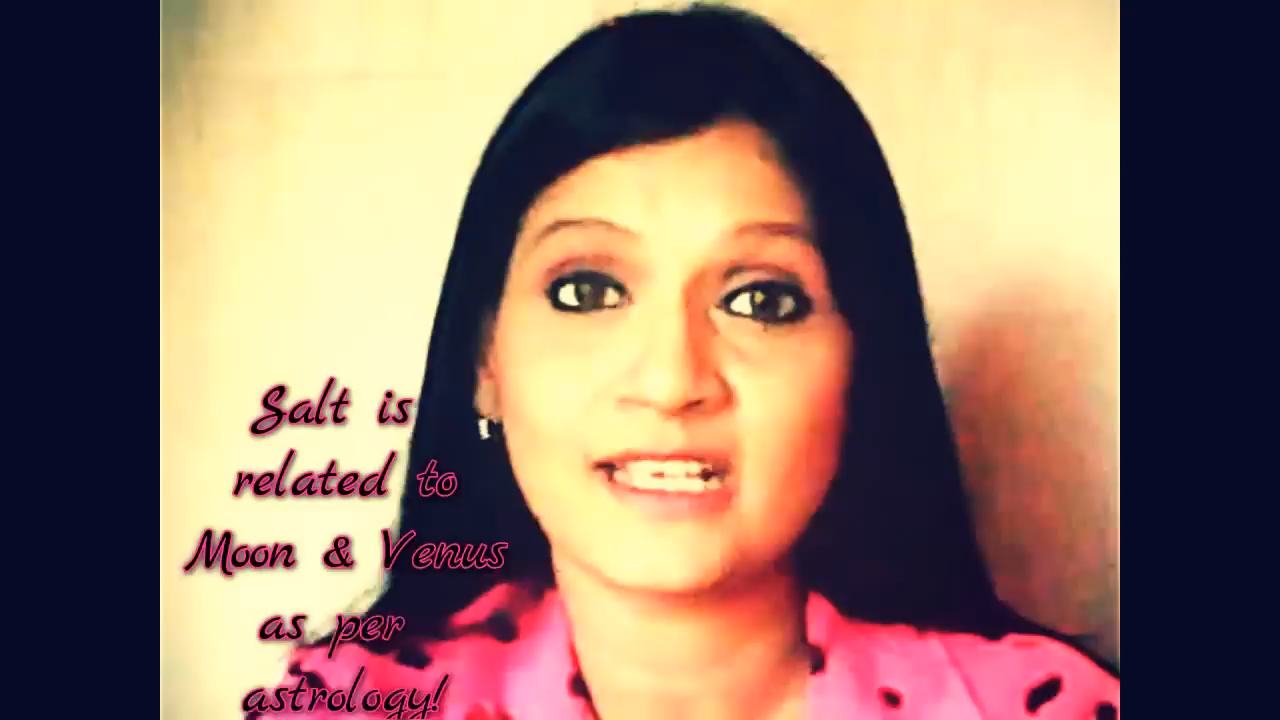 Salt is
related to
Moon & Venus
as per
astrology!